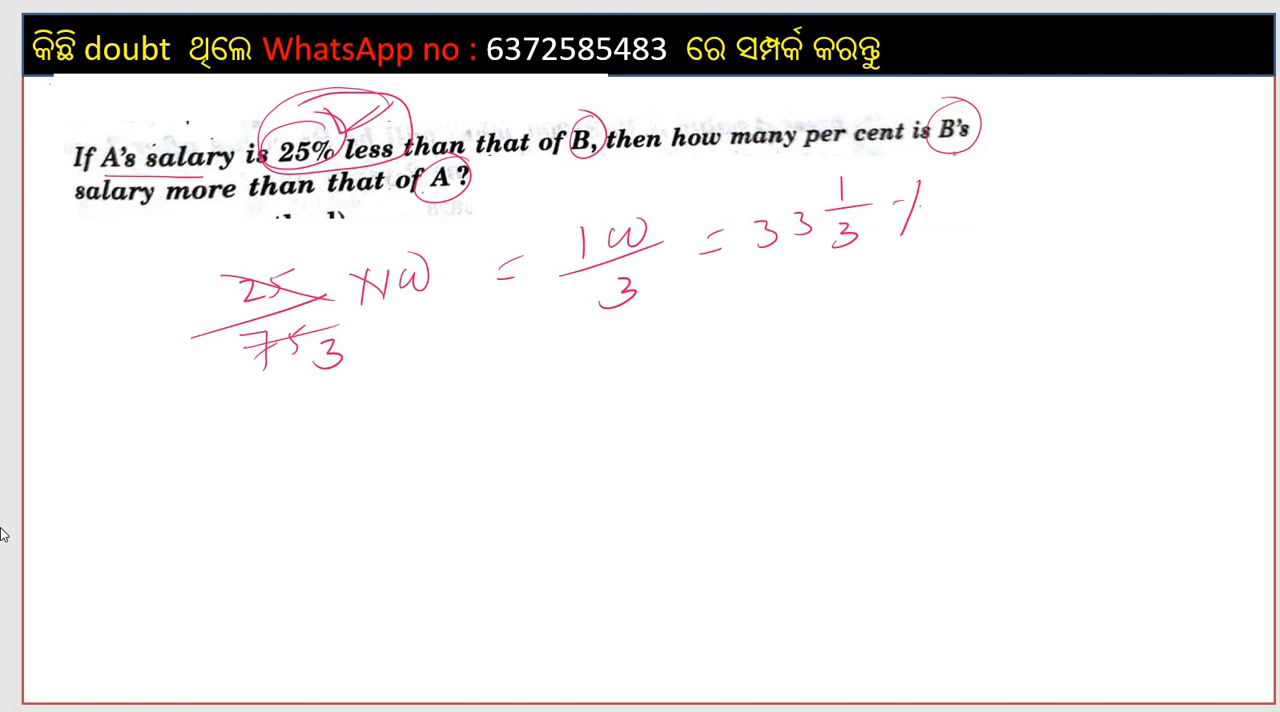 କିଛି doubt ଥିଲେ WhatsApp no : 6372585483 ରେ ସମ୍ପର୍କ କରନ୍ତୁ
If A's salary is 25% less than that of B, then how many per cent is B's
salary more than that of A?
25/75 3 × 100 = 100/3 = 33 1/3 %